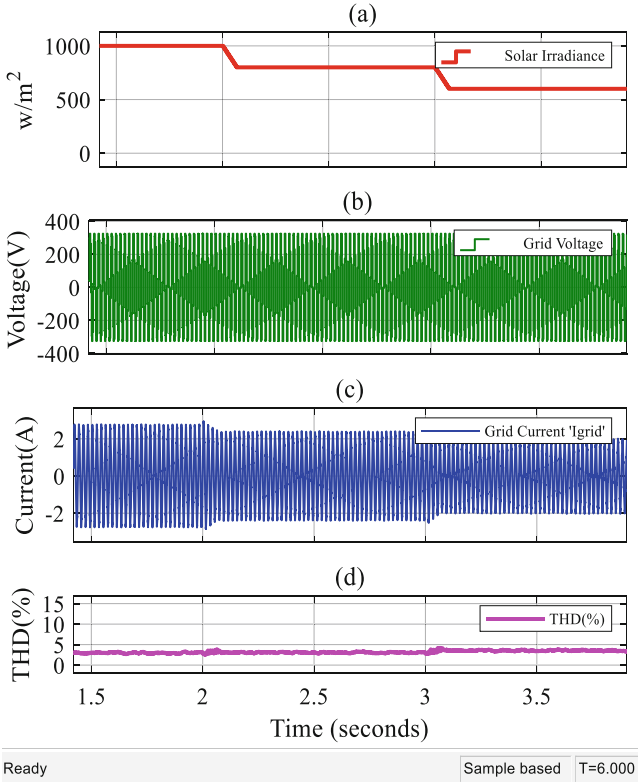 (a)
1000
500
0
w/m²
Solar Irradiance
(b)
400
200
0
-200
-400
Voltage(V)
Grid Voltage
(c)
2
0
-2
Current(A)
Grid Current 'Igrid'
(d)
15
10
5
0
THD(%)
THD(%)
1.5 2 2.5 3 3.5
Time (seconds)
Ready Sample based T=6.000